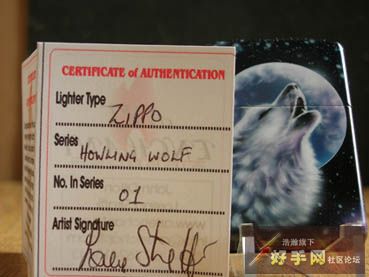 CERTIFICATE of AUTHENTICATION
Lighter Type ZIPPO
Series HOWLING WOLF
No. In Series 01
Artist Signature
浩瀚旗下
好手网 社区论坛